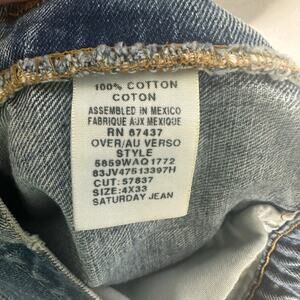 100% COTTON
COTON
ASSEMBLED IN MEXICO
FABRIQUE AUX MEXIQUE
RN 67437
OVER/AU VERSO
STYLE
5859WAQ1772
83JV47513397H
CUT: 57837
SIZE: 4X33
SATURDAY JEAN